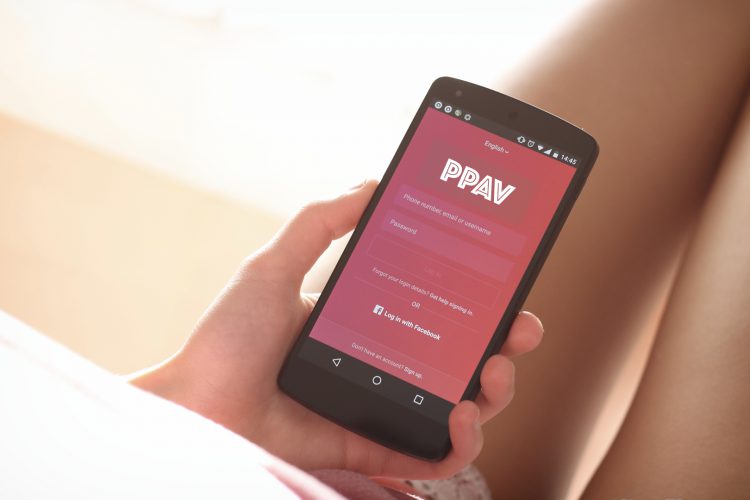 14:45
English
PPAV
Phone number, email or username
Password
LOG IN
Forgot your login details? Get help signing in.
OR
Log in with Facebook
Don't have an account? Sign up.